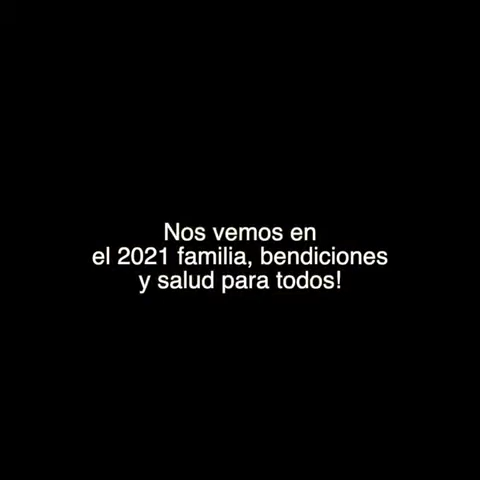 Nos vemos en
el 2021 familia, bendiciones
y salud para todos!